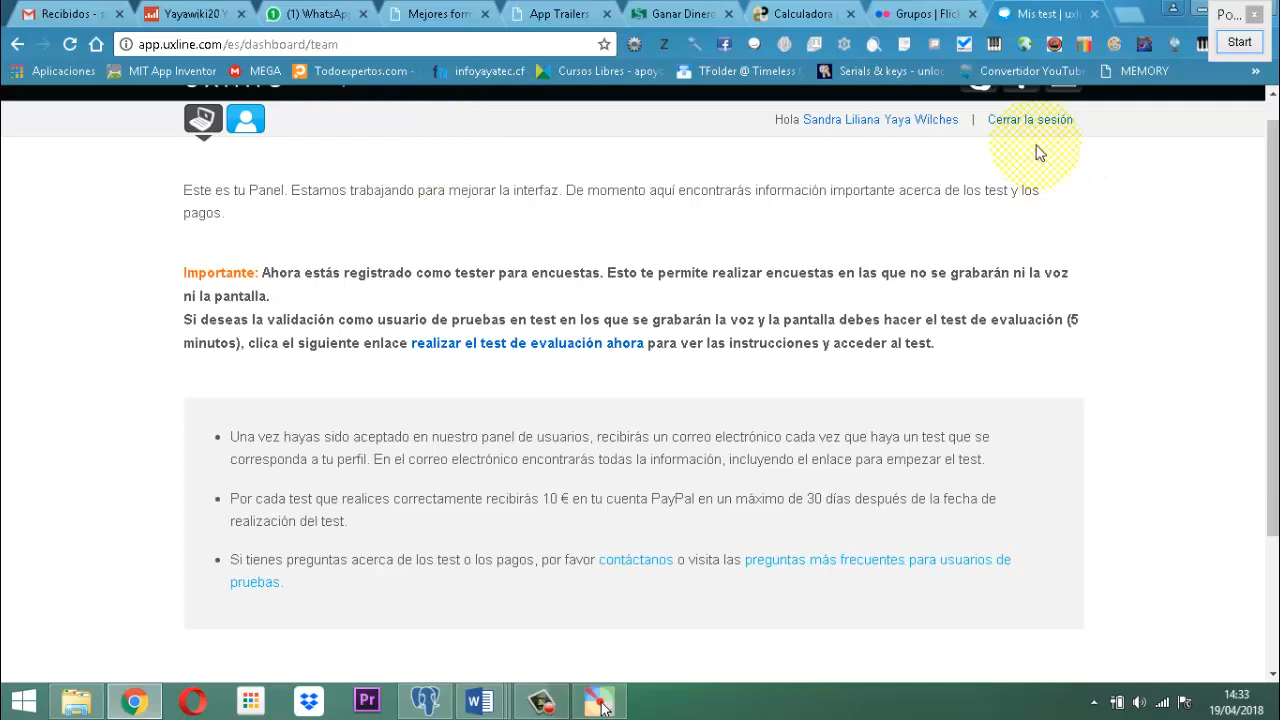 Recibidos - s
Yayawiki20 Y
(1) WhatsA
Mejores for
App Trailers
Ganar Dinero
Calculadora
Grupos | Flic
Mis test | uxl
Po...
Start
app.uxline.com/es/dashboard/team
Aplicaciones
MIT App Inventor
MEGA
Todoexpertos.com -
infoyayatec.cf
Cursos Libres - apoy
TFolder @ Timeless
Serials & keys - unlo
Convertidor YouTub
MEMORY
»
Hola Sandra Liliana Yaya Wilches | Cerrar la sesión
Este es tu Panel. Estamos trabajando para mejorar la interfaz. De momento aquí encontrarás información importante acerca de los test y los
pagos.
Importante: Ahora estás registrado como tester para encuestas. Esto te permite realizar encuestas en las que no se grabarán ni la voz
ni la pantalla.
Si deseas la validación como usuario de pruebas en test en los que se grabarán la voz y la pantalla debes hacer el test de evaluación (5
minutos), clica el siguiente enlace realizar el test de evaluación ahora para ver las instrucciones y acceder al test.
• Una vez hayas sido aceptado en nuestro panel de usuarios, recibirás un correo electrónico cada vez que haya un test que se
corresponda a tu perfil. En el correo electrónico encontrarás todas la información, incluyendo el enlace para empezar el test.
• Por cada test que realices correctamente recibirás 10 € en tu cuenta PayPal en un máximo de 30 días después de la fecha de
realización del test.
• Si tienes preguntas acerca de los test o los pagos, por favor contáctanos o visita las preguntas más frecuentes para usuarios de
pruebas.
Pr
14:33
19/04/2018